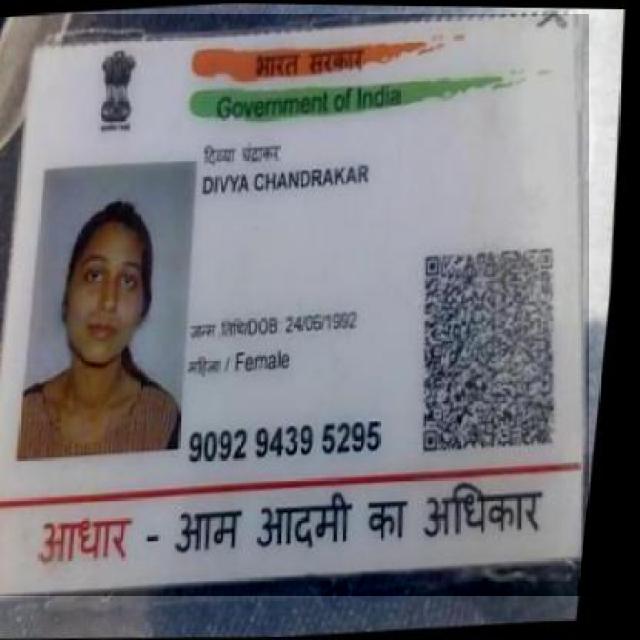 भारत सरकार
Government of India
दिव्या चंद्राकर
DIVYA CHANDRAKAR
जन्म तिथि/DOB: 24/06/1992
महिला / Female
9092 9439 5295
आधार - आम आदमी का अधिकार